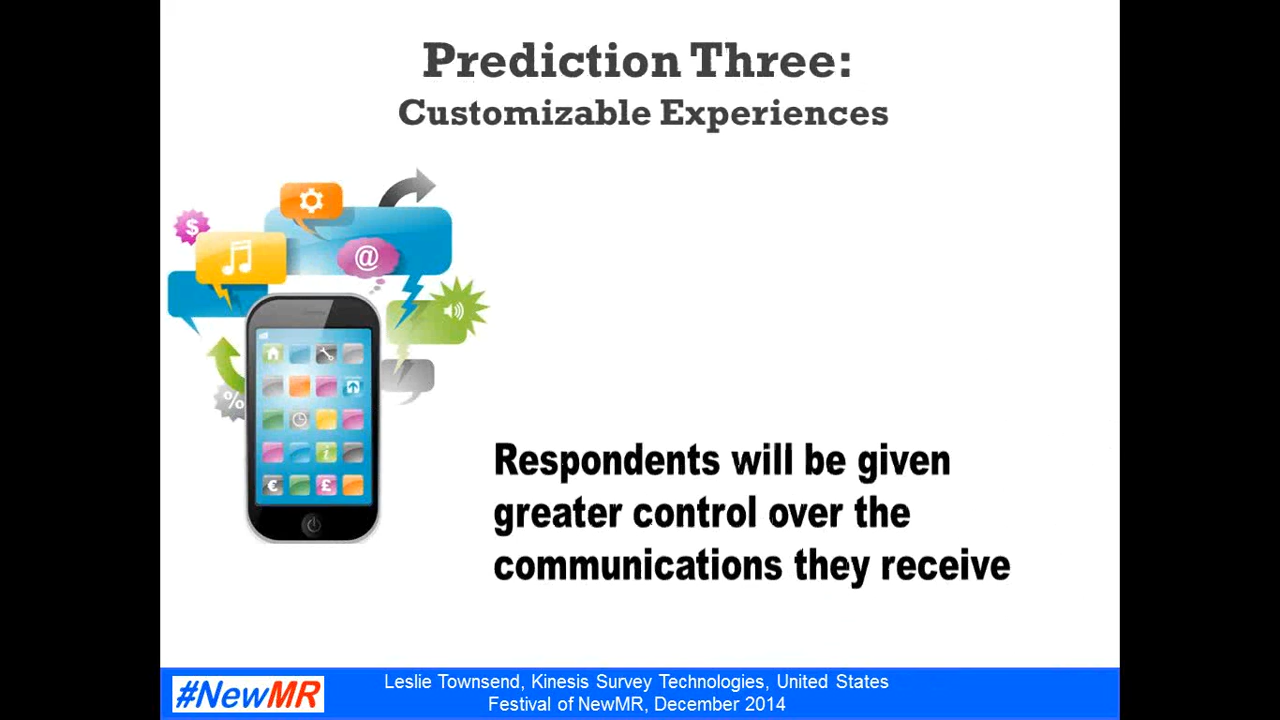 Prediction Three:
Customizable Experiences
$
@
%
i
€ £
Respondents will be given
greater control over the
communications they receive
#NewMR
Leslie Townsend, Kinesis Survey Technologies, United States
Festival of NewMR, December 2014